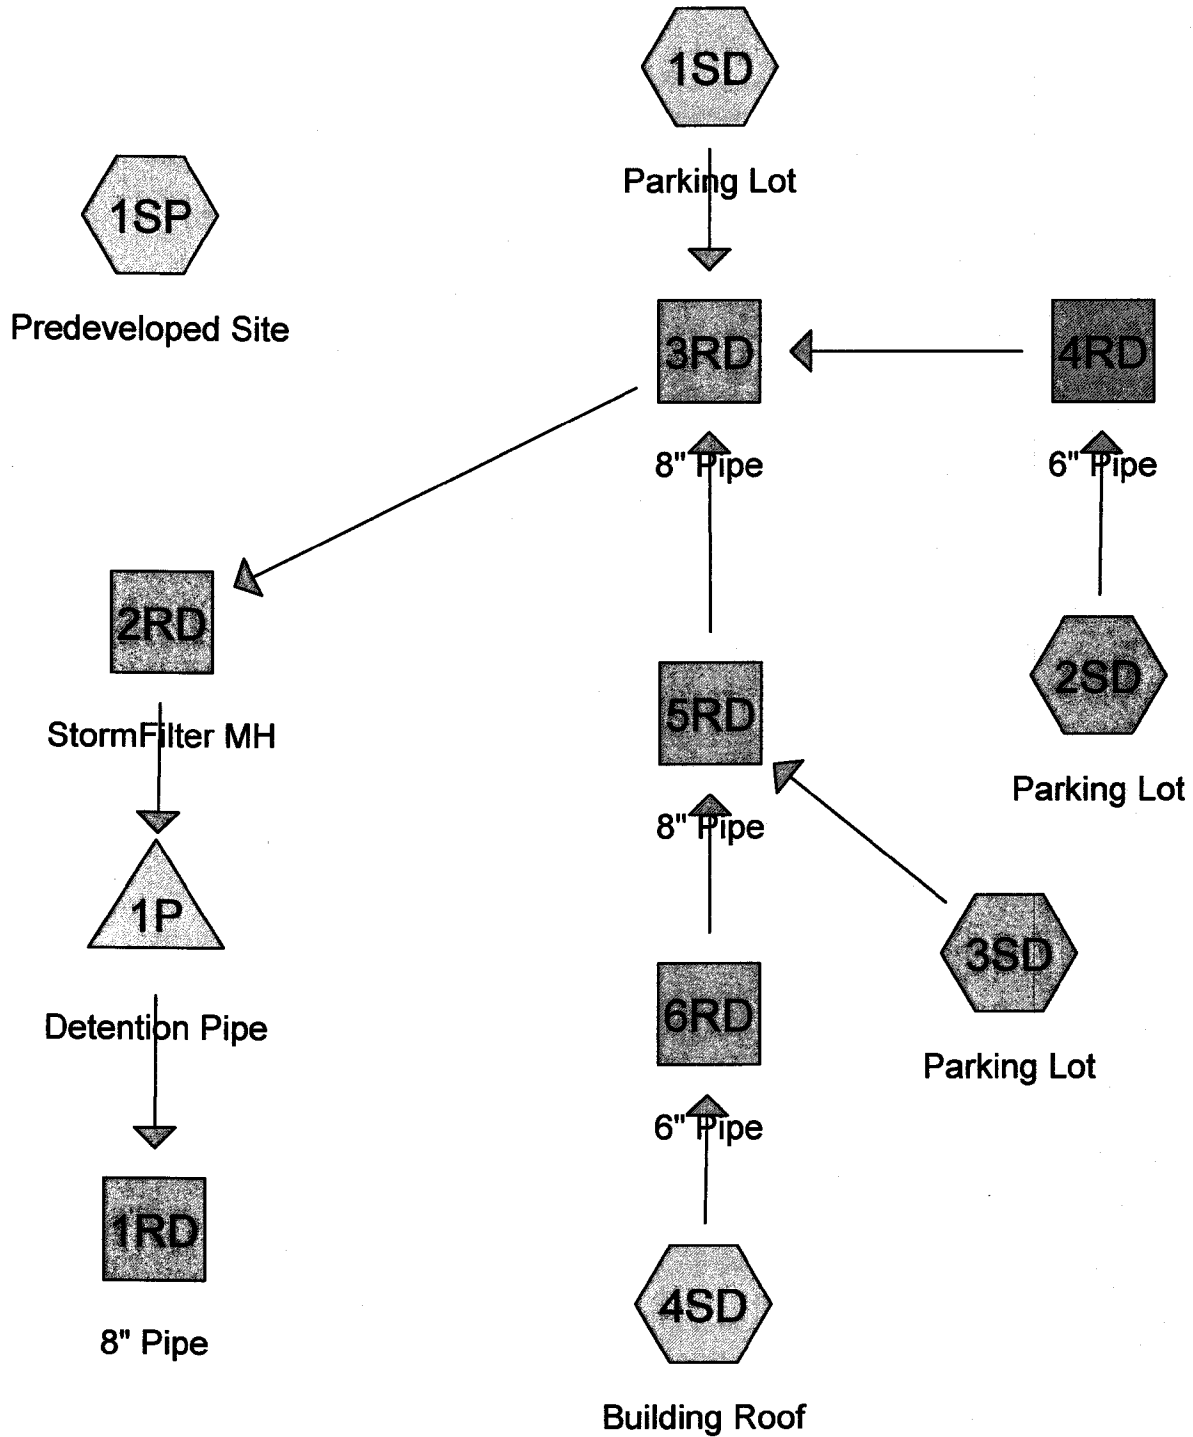 1SD
Parking Lot
1SP
Predeveloped Site
3RD
8" Pipe
4RD
6" Pipe
2RD
StormFilter MH
5RD
8" Pipe
2SD
Parking Lot
1P
Detention Pipe
3SD
Parking Lot
6RD
6" Pipe
1RD
8" Pipe
4SD
Building Roof